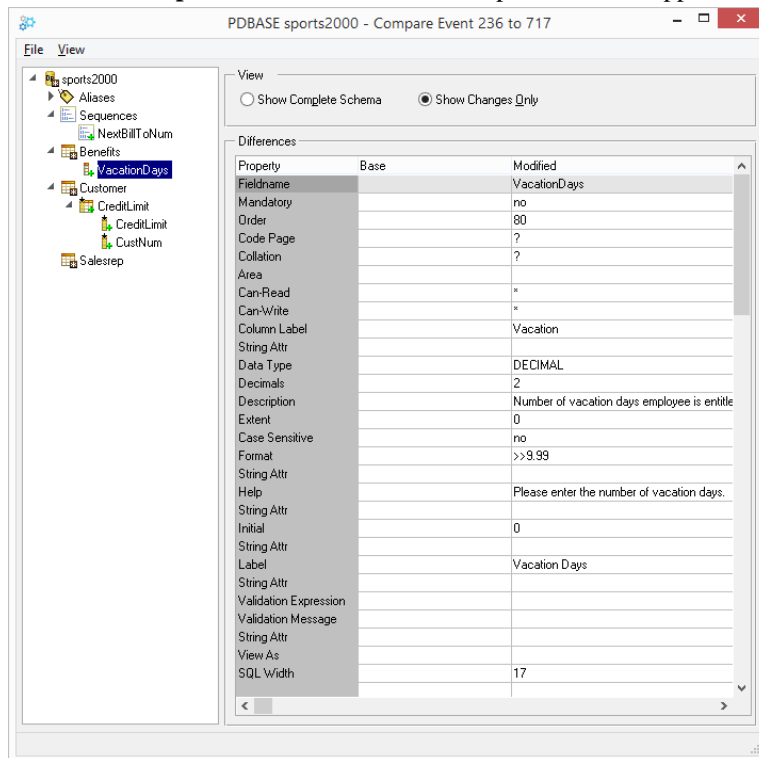 PDBASE sports2000 - Compare Event 236 to 717
File View
sports2000
Aliases
Sequences
NextBillToNum
Benefits
VacationDays
Customer
CreditLimit
CreditLimit
CustNum
Salesrep
View
Show Complete Schema Show Changes Only
Differences
Property Base Modified
Fieldname VacationDays
Mandatory no
Order 80
Code Page ?
Collation ?
Area
Can-Read *
Can-Write *
Column Label Vacation
String Attr
Data Type DECIMAL
Decimals 2
Description Number of vacation days employee is entitle
Extent 0
Case Sensitive no
Format >>9.99
String Attr
Help Please enter the number of vacation days.
String Attr
Initial 0
String Attr
Label Vacation Days
String Attr
Validation Expression
Validation Message
String Attr
View As
SQL Width 17